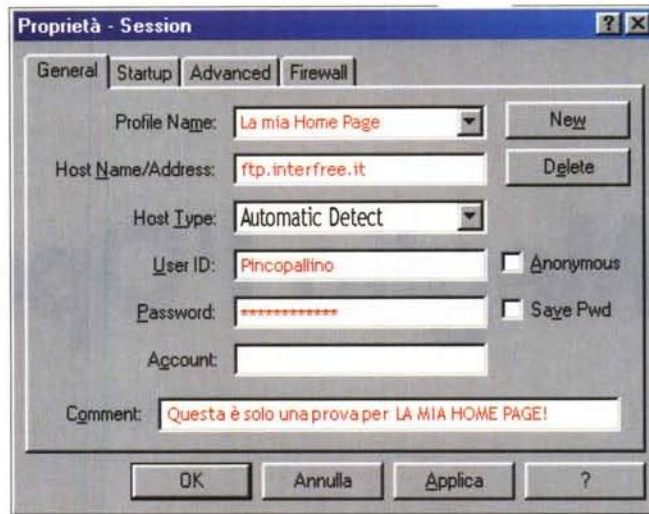 Proprietà - Session ? X
General Startup Advanced Firewall
Profile Name: La mia Home Page New
Host Name/Address: ftp.interfree.it Delete
Host Type: Automatic Detect
User ID: Pincopallino Anonymous
Password: ************ Save Pwd
Account:
Comment: Questa è solo una prova per LA MIA HOME PAGE!
OK Annulla Applica ?